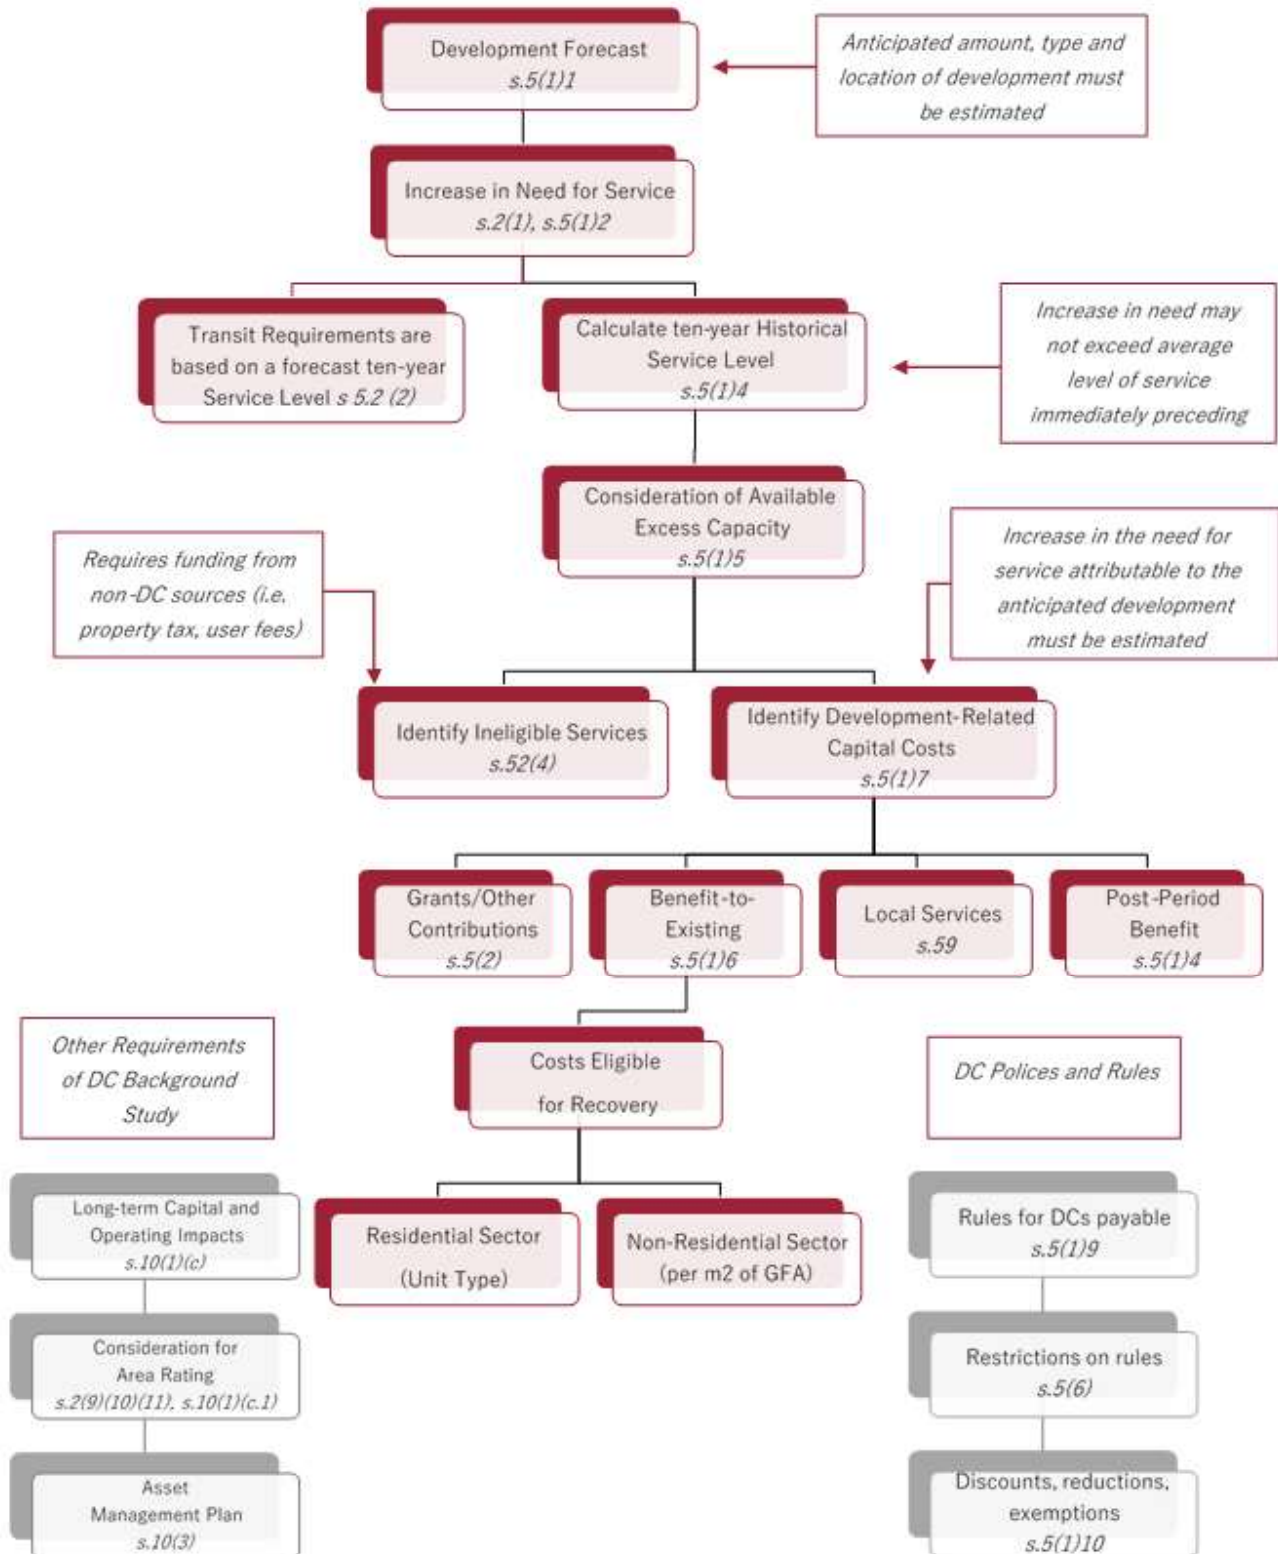 Development Forecast
s.5(1)1
Anticipated amount, type and
location of development must
be estimated
Increase in Need for Service
s.2(1), s.5(1)2
Transit Requirements are
based on a forecast ten-year
Service Level s 5.2 (2)
Calculate ten-year Historical
Service Level
s.5(1)4
Increase in need may
not exceed average
level of service
immediately preceding
Consideration of Available
Excess Capacity
s.5(1)5
Requires funding from
non-DC sources (i.e.
property tax, user fees)
Increase in the need for
service attributable to the
anticipated development
must be estimated
Identify Ineligible Services
s.52(4)
Identify Development-Related
Capital Costs
s.5(1)7
Grants/Other
Contributions
s.5(2)
Benefit-to-
Existing
s.5(1)6
Local Services
s.59
Post-Period
Benefit
s.5(1)4
Costs Eligible
for Recovery
Residential Sector
(Unit Type)
Non-Residential Sector
(per m2 of GFA)
Other Requirements
of DC Background
Study
Long-term Capital and
Operating Impacts
s.10(1)(c)
Consideration for
Area Rating
s.2(9)(10)(11), s.10(1)(c.1)
Asset
Management Plan
s.10(3)
DC Polices and Rules
Rules for DCs payable
s.5(1)9
Restrictions on rules
s.5(6)
Discounts, reductions,
exemptions
s.5(1)10